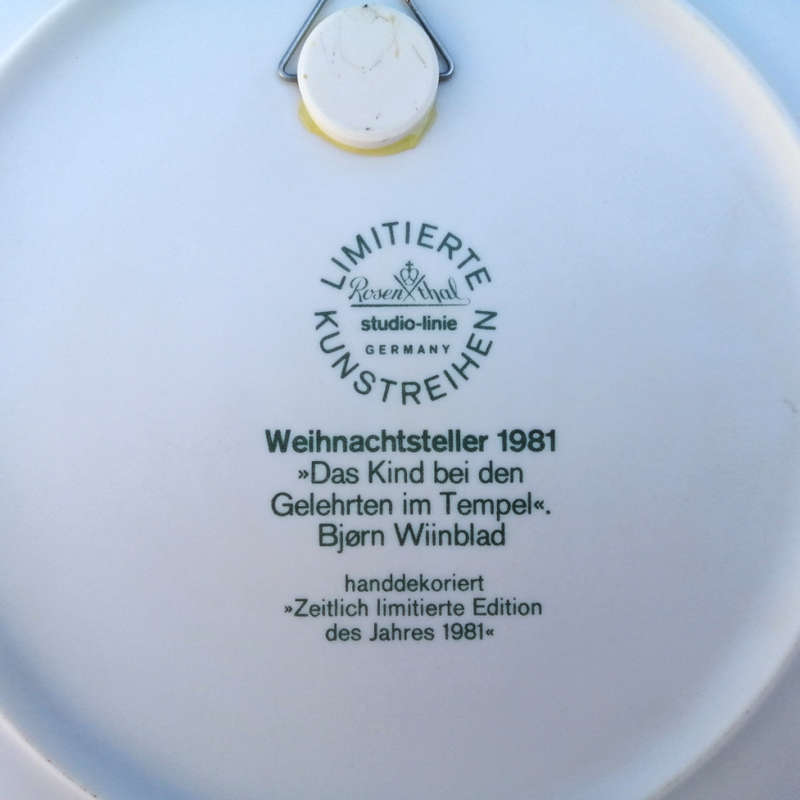 LIMITIERTE
Rosenthal
studio-linie
GERMANY
KUNSTREIHEN
Weihnachtsteller 1981
»Das Kind bei den
Gelehrten im Tempel«.
Bjørn Wiinblad
handdekoriert
»Zeitlich limitierte Edition
des Jahres 1981«